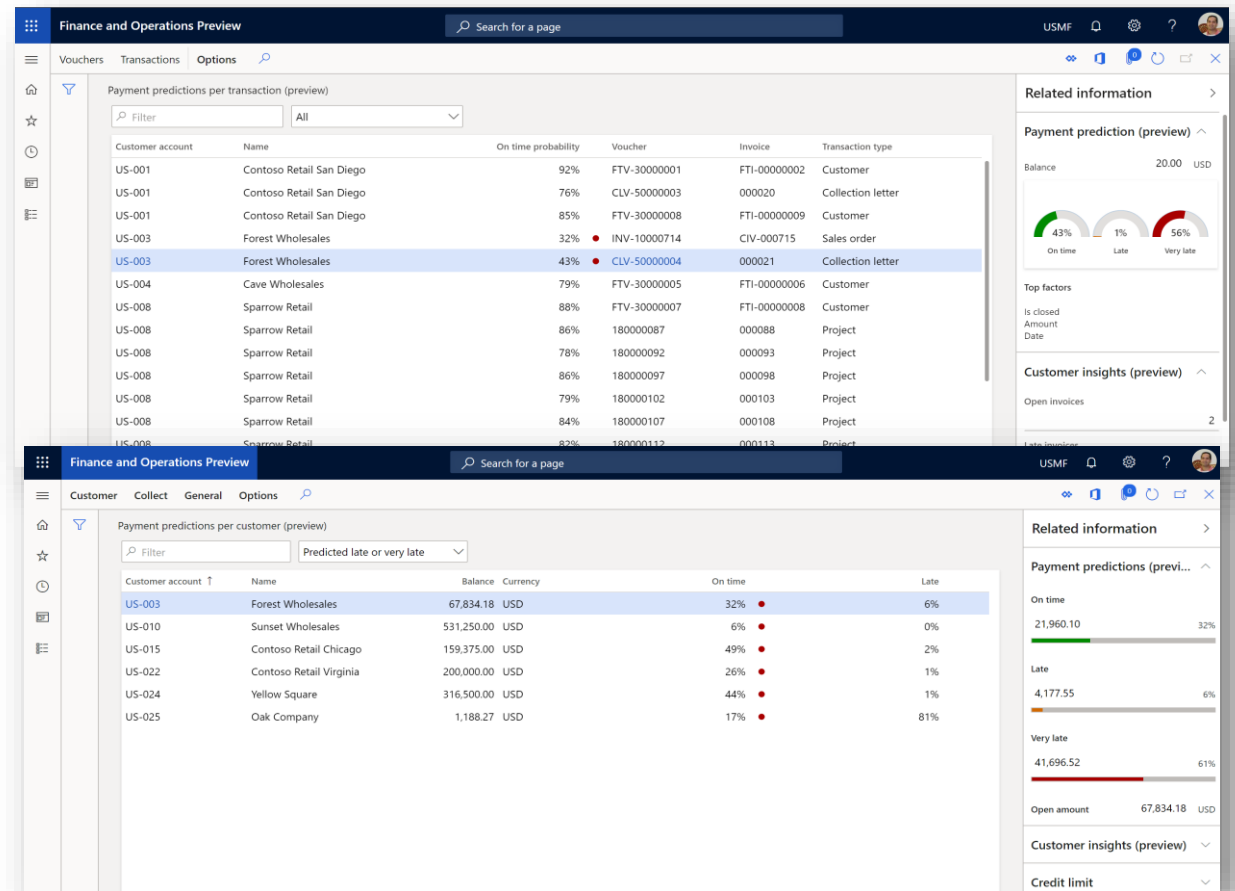 Finance and Operations Preview Search for a page USMF ?
Vouchers Transactions Options 0
Payment predictions per transaction (preview)
Filter All
Customer account Name On time probability Voucher Invoice Transaction type
US-001 Contoso Retail San Diego 92% FTV-30000001 FTI-00000002 Customer
US-001 Contoso Retail San Diego 76% CLV-50000003 000020 Collection letter
US-001 Contoso Retail San Diego 85% FTV-30000008 FTI-00000009 Customer
US-003 Forest Wholesales 32% INV-10000714 CIV-000715 Sales order
US-003 Forest Wholesales 43% CLV-50000004 000021 Collection letter
US-004 Cave Wholesales 79% FTV-30000005 FTI-00000006 Customer
US-008 Sparrow Retail 88% FTV-30000007 FTI-00000008 Customer
US-008 Sparrow Retail 86% 180000087 000088 Project
US-008 Sparrow Retail 78% 180000092 000093 Project
US-008 Sparrow Retail 86% 180000097 000098 Project
US-008 Sparrow Retail 79% 180000102 000103 Project
US-008 Sparrow Retail 84% 180000107 000108 Project
US-008 Sparrow Retail 82% 180000112 000113 Project
Related information
Payment prediction (preview)
Balance 20.00 USD
43% 1% 56%
On time Late Very late
Top factors
Is closed
Amount
Date
Customer insights (preview)
Open invoices
2
Late invoices
Finance and Operations Preview Search for a page USMF ?
Customer Collect General Options 0
Payment predictions per customer (preview)
Filter Predicted late or very late
Customer account ↑ Name Balance Currency On time Late
US-003 Forest Wholesales 67,834.18 USD 32% 6%
US-010 Sunset Wholesales 531,250.00 USD 6% 0%
US-015 Contoso Retail Chicago 159,375.00 USD 49% 2%
US-022 Contoso Retail Virginia 200,000.00 USD 26% 1%
US-024 Yellow Square 316,500.00 USD 44% 1%
US-025 Oak Company 1,188.27 USD 17% 81%
Related information
Payment predictions (previ...
On time
21,960.10 32%
Late
4,177.55 6%
Very late
41,696.52 61%
Open amount 67,834.18 USD
Customer insights (preview)
Credit limit